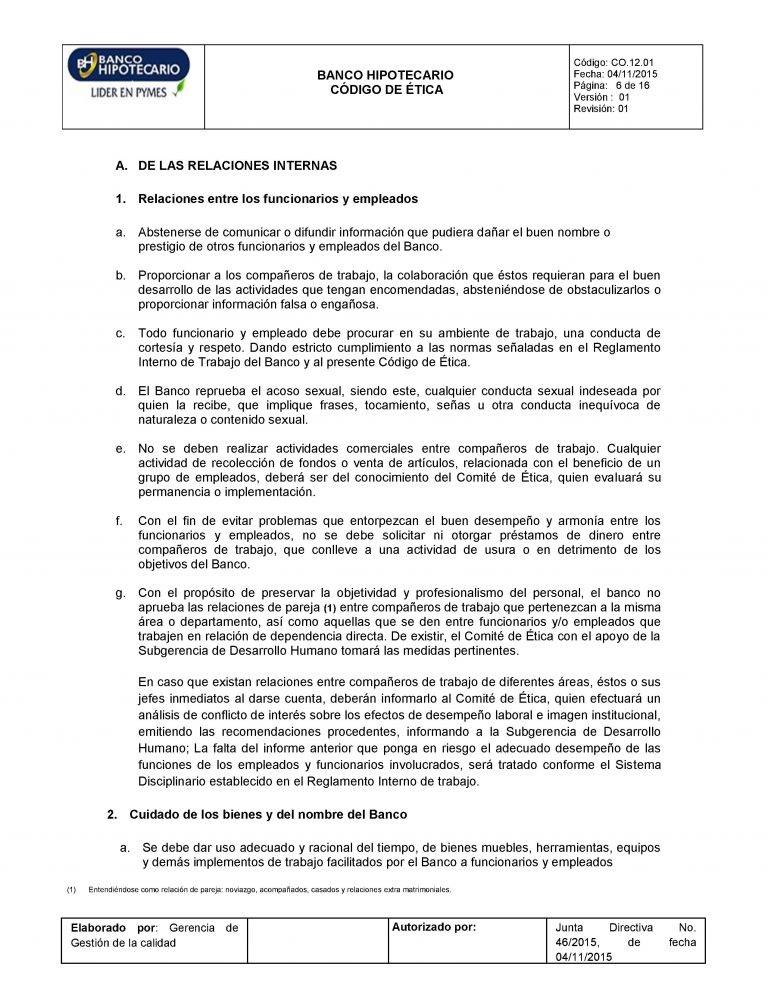 BANCO
HIPOTECARIO
LIDER EN PYMES
BANCO HIPOTECARIO
CÓDIGO DE ÉTICA
Código: CO.12.01
Fecha: 04/11/2015
Página: 6 de 16
Versión : 01
Revisión: 01
A. DE LAS RELACIONES INTERNAS
1. Relaciones entre los funcionarios y empleados
a. Abstenerse de comunicar o difundir información que pudiera dañar el buen nombre o
prestigio de otros funcionarios y empleados del Banco.
b. Proporcionar a los compañeros de trabajo, la colaboración que éstos requieran para el buen
desarrollo de las actividades que tengan encomendadas, absteniéndose de obstaculizarlos o
proporcionar información falsa o engañosa.
c. Todo funcionario y empleado debe procurar en su ambiente de trabajo, una conducta de
cortesía y respeto. Dando estricto cumplimiento a las normas señaladas en el Reglamento
Interno de Trabajo del Banco y al presente Código de Ética.
d. El Banco reprueba el acoso sexual, siendo este, cualquier conducta sexual indeseada por
quien la recibe, que implique frases, tocamiento, señas u otra conducta inequívoca de
naturaleza o contenido sexual.
e. No se deben realizar actividades comerciales entre compañeros de trabajo. Cualquier
actividad de recolección de fondos o venta de artículos, relacionada con el beneficio de un
grupo de empleados, deberá ser del conocimiento del Comité de Ética, quien evaluará su
permanencia o implementación.
f. Con el fin de evitar problemas que entorpezcan el buen desempeño y armonía entre los
funcionarios y empleados, no se debe solicitar ni otorgar préstamos de dinero entre
compañeros de trabajo, que conlleve a una actividad de usura o en detrimento de los
objetivos del Banco.
g. Con el propósito de preservar la objetividad y profesionalismo del personal, el banco no
aprueba las relaciones de pareja (1) entre compañeros de trabajo que pertenezcan a la misma
área o departamento, así como aquellas que se den entre funcionarios y/o empleados que
trabajen en relación de dependencia directa. De existir, el Comité de Ética con el apoyo de la
Subgerencia de Desarrollo Humano tomará las medidas pertinentes.
En caso que existan relaciones entre compañeros de trabajo de diferentes áreas, éstos o sus
jefes inmediatos al darse cuenta, deberán informarlo al Comité de Ética, quien efectuará un
análisis de conflicto de interés sobre los efectos de desempeño laboral e imagen institucional,
emitiendo las recomendaciones procedentes, informando a la Subgerencia de Desarrollo
Humano; La falta del informe anterior que ponga en riesgo el adecuado desempeño de las
funciones de los empleados y funcionarios involucrados, será tratado conforme el Sistema
Disciplinario establecido en el Reglamento Interno de trabajo.
2. Cuidado de los bienes y del nombre del Banco
a. Se debe dar uso adecuado y racional del tiempo, de bienes muebles, herramientas, equipos
y demás implementos de trabajo facilitados por el Banco a funcionarios y empleados
(1) Entendiéndose como relación de pareja: noviazgo, acompañados, casados y relaciones extra matrimoniales.
Elaborado por: Gerencia de
Gestión de la calidad
Autorizado por:
Junta Directiva No.
46/2015, de fecha
04/11/2015